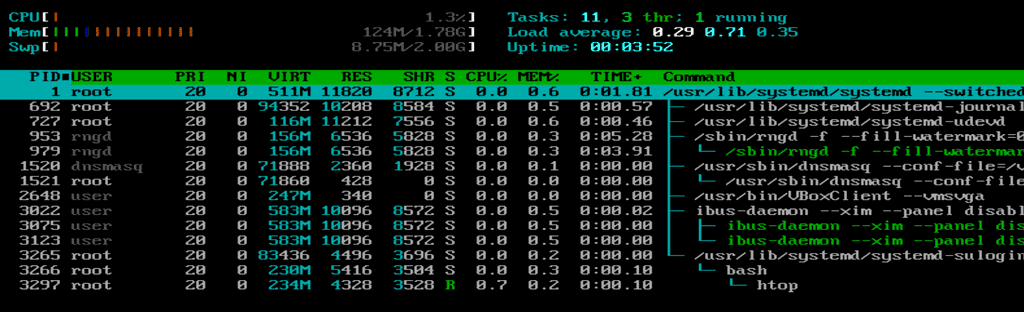 CPU[| 1.3%] Tasks: 11, 3 thr; 1 running
Mem[|||||||||||||||||| 124M/1.78G] Load average: 0.29 0.71 0.35
Swp[| 8.75M/2.00G] Uptime: 00:03:52
PID USER PRI NI VIRT RES SHR S CPU% MEM% TIME+ Command
1 root 20 0 511M 11820 8712 S 0.0 0.6 0:01.81 /usr/lib/systemd/systemd --switched
692 root 20 0 94352 10208 8584 S 0.0 0.5 0:00.57 ├─ /usr/lib/systemd/systemd-journal
727 root 20 0 116M 11212 7556 S 0.0 0.6 0:00.46 ├─ /usr/lib/systemd/systemd-udevd
953 rngd 20 0 156M 6536 5828 S 0.0 0.3 0:05.28 ├─ /sbin/rngd -f --fill-watermark=0
979 rngd 20 0 156M 6536 5828 S 0.0 0.3 0:03.91 │ └─ /sbin/rngd -f --fill-watermar
1520 dnsmasq 20 0 71888 2360 1928 S 0.0 0.1 0:00.00 ├─ /usr/sbin/dnsmasq --conf-file=/v
1521 root 20 0 71860 428 0 S 0.0 0.0 0:00.00 │ └─ /usr/sbin/dnsmasq --conf-file
2648 user 20 0 247M 340 0 S 0.0 0.0 0:00.00 ├─ /usr/bin/VBoxClient --vmsvga
3022 user 20 0 583M 10096 8572 S 0.0 0.5 0:00.02 ├─ ibus-daemon --xim --panel disabl
3075 user 20 0 583M 10096 8572 S 0.0 0.5 0:00.00 │ ├─ ibus-daemon --xim --panel dis
3123 user 20 0 583M 10096 8572 S 0.0 0.5 0:00.00 │ └─ ibus-daemon --xim --panel dis
3265 root 20 0 83436 4496 3696 S 0.0 0.2 0:00.00 └─ /usr/lib/systemd/systemd-sulogin
3266 root 20 0 230M 5416 3504 S 0.0 0.3 0:00.10 └─ bash
3297 root 20 0 234M 4328 3528 R 0.7 0.2 0:00.10 └─ htop